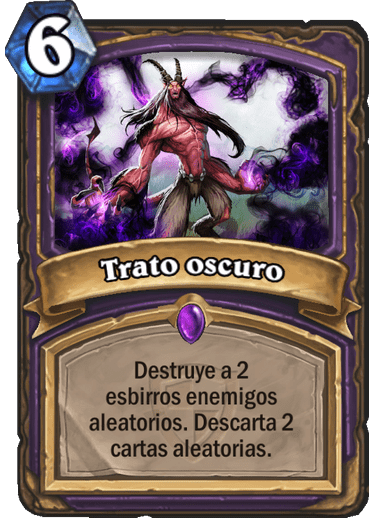 6
Trato oscuro
Destruye a 2
esbirros enemigos
aleatorios. Descarta 2
cartas aleatorias.